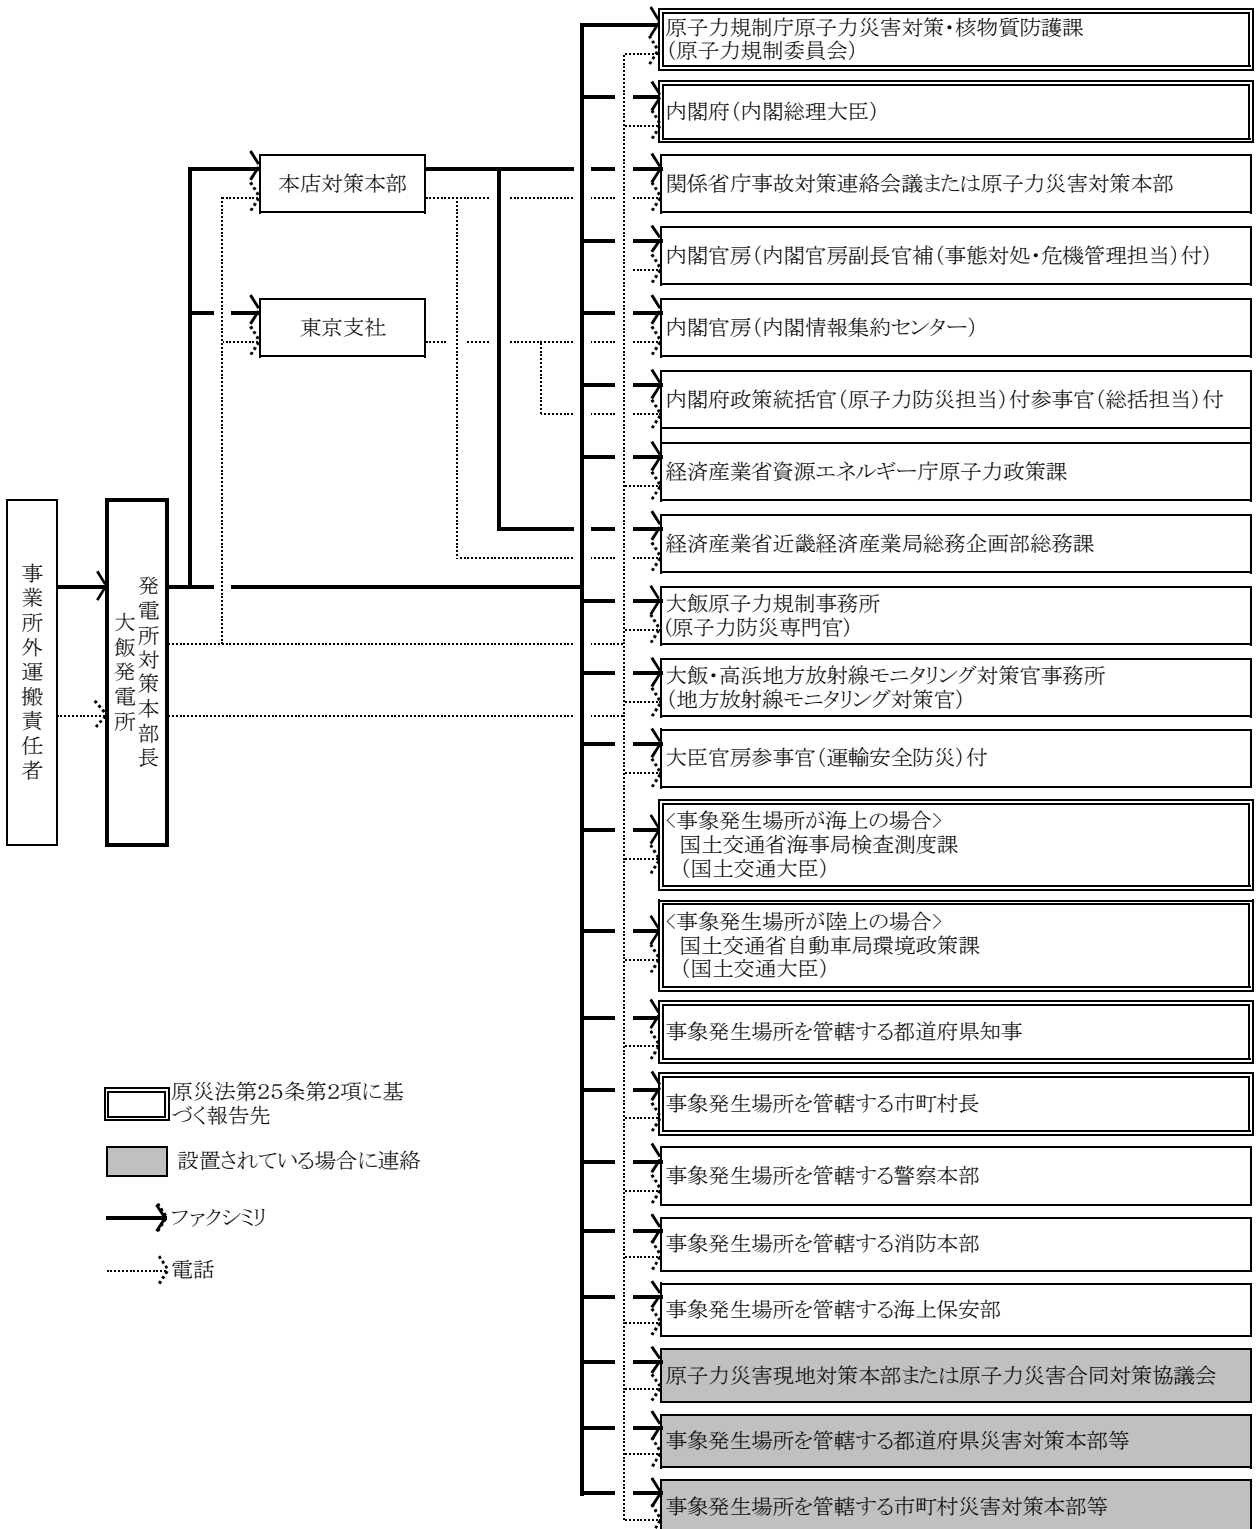 原子力規制庁原子力災害対策・核物質防護課
(原子力規制委員会)
内閣府(内閣総理大臣)
本店対策本部
関係省庁事故対策連絡会議または原子力災害対策本部
内閣官房(内閣官房副長官補(事態対処・危機管理担当)付)
東京支社
内閣官房(内閣情報集約センター)
内閣府政策統括官(原子力防災担当)付参事官(総括担当)付
経済産業省資源エネルギー庁原子力政策課
経済産業省近畿経済産業局総務企画部総務課
事業所外運搬責任者
発電所対策本部長
大飯発電所
大飯原子力規制事務所
(原子力防災専門官)
大飯・高浜地方放射線モニタリング対策官事務所
(地方放射線モニタリング対策官)
大臣官房参事官(運輸安全防災)付
<事象発生場所が海上の場合>
国土交通省海事局検査測度課
(国土交通大臣)
<事象発生場所が陸上の場合>
国土交通省自動車局環境政策課
(国土交通大臣)
事象発生場所を管轄する都道府県知事
事象発生場所を管轄する市町村長
事象発生場所を管轄する警察本部
事象発生場所を管轄する消防本部
事象発生場所を管轄する海上保安部
原子力災害現地対策本部または原子力災害合同対策協議会
事象発生場所を管轄する都道府県災害対策本部等
事象発生場所を管轄する市町村災害対策本部等
原災法第25条第2項に基
づく報告先
設置されている場合に連絡
ファクシミリ
電話